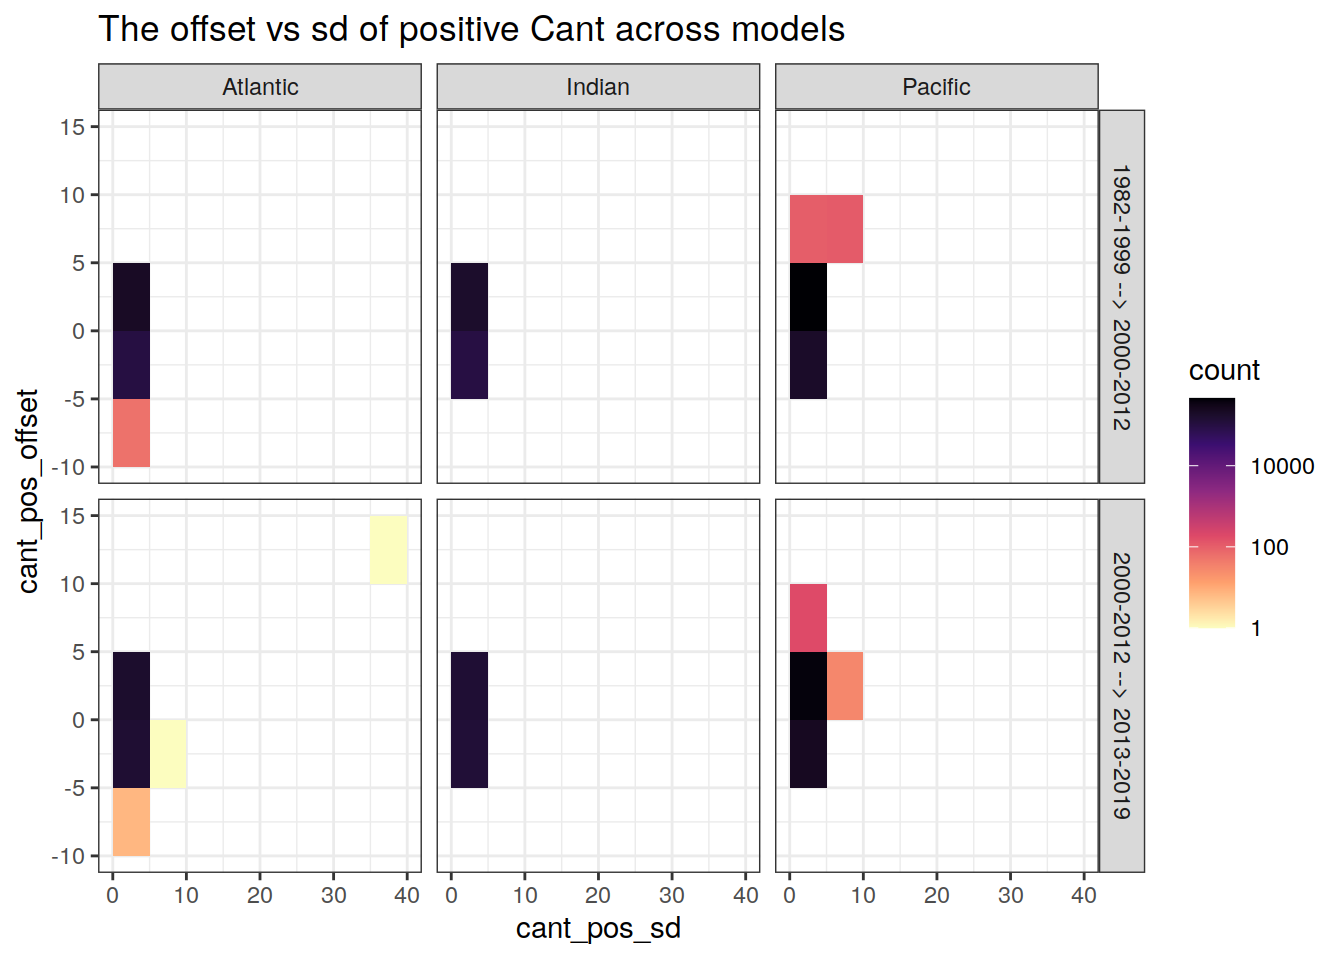 The offset vs sd of positive Cant across models
Atlantic
Indian
Pacific
15
10
5
0
-5
-10
1982-1999 --> 2000-2012
15
10
5
0
-5
-10
2000-2012 --> 2013-2019
0 10 20 30 40
0 10 20 30 40
0 10 20 30 40
cant_pos_sd
cant_pos_offset
count
10000
100
1